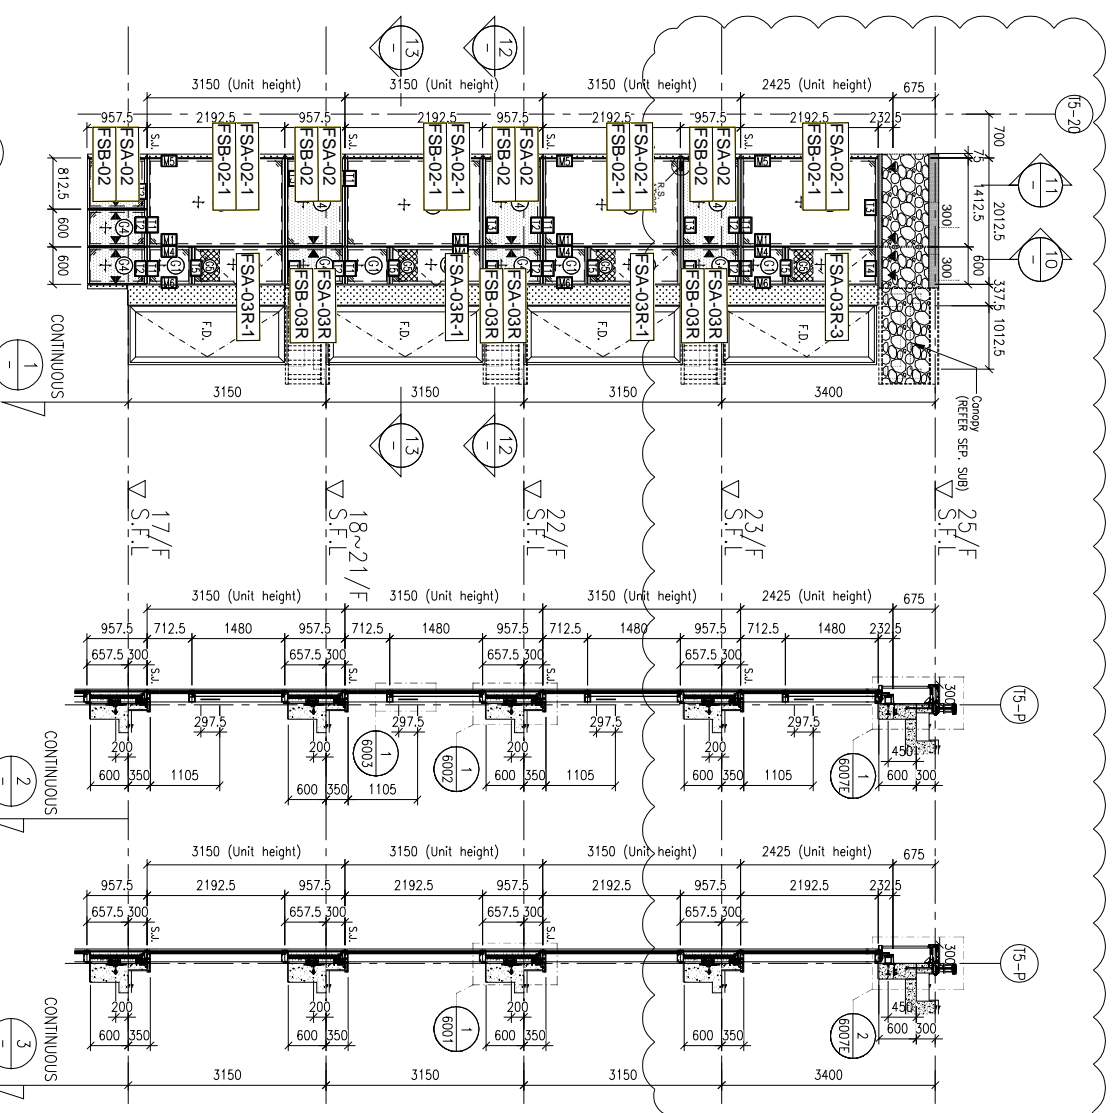 T5-20
13
-
12
-
3150 (Unit height)
3150 (Unit height)
3150 (Unit height)
2425 (Unit height)
675
957.5
2192.5
957.5
2192.5
957.5
2192.5
957.5
2192.5
232.5
S.J.
S.J.
S.J.
S.J.
700
75
1412.5
2012.5
600
337.5
1012.5
300
300
11
-
10
-
FSA-02
FSB-02
FSA-02-1
FSB-02-1
FSA-02
FSB-02
FSA-02-1
FSB-02-1
FSA-02
FSB-02
FSA-02-1
FSB-02-1
FSA-02
FSB-02
FSA-02-1
FSB-02-1
R.S.
812.5
600
600
FSA-03R-1
FSA-03R
FSB-03R
FSA-03R-1
FSA-03R
FSB-03R
FSA-03R-1
FSA-03R
FSB-03R
FSA-03R-3
F.D.
F.D.
F.D.
F.D.
3150
3150
3150
3400
Canopy
(REFER SEP. SUB)
CONTINUOUS
1
-
13
-
12
-
17/F
S.F.L
18~21/F
S.F.L
22/F
S.F.L
23/F
S.F.L
25/F
S.F.L
3150 (Unit height)
3150 (Unit height)
3150 (Unit height)
2425 (Unit height)
675
957.5
712.5
1480
957.5
712.5
1480
957.5
712.5
1480
957.5
712.5
1480
232.5
657.5
300
657.5
300
657.5
300
657.5
300
S.J.
S.J.
S.J.
S.J.
300
T5-P
297.5
297.5
297.5
297.5
200
200
200
200
450
600
350
1105
600
350
1105
600
350
1105
600
350
1105
600
300
1
6003
1
6002
1
6007E
CONTINUOUS
2
-
3150 (Unit height)
3150 (Unit height)
3150 (Unit height)
2425 (Unit height)
675
957.5
2192.5
957.5
2192.5
957.5
2192.5
957.5
2192.5
232.5
657.5
300
657.5
300
657.5
300
657.5
300
S.J.
S.J.
S.J.
S.J.
300
T5-P
200
200
200
200
450
600
350
600
350
600
350
600
350
600
300
1
6001
2
6007E
CONTINUOUS
3
-
3150
3150
3150
3400